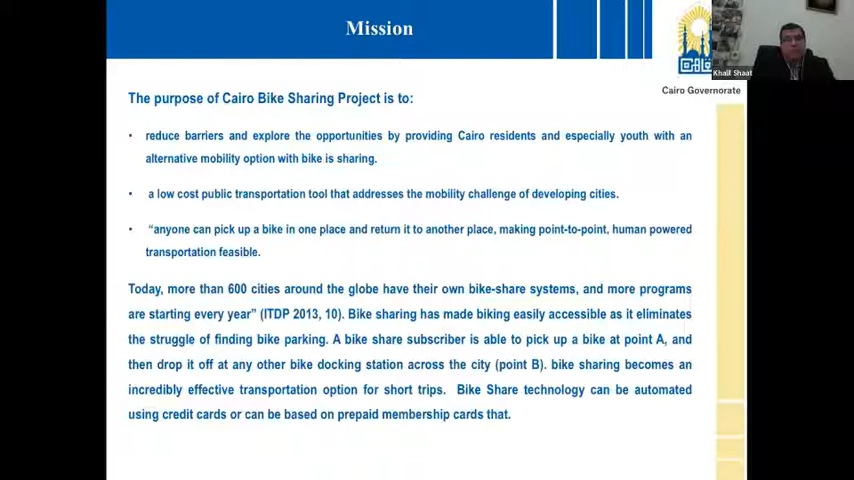 Mission
Khalil Shaat
Cairo Governorate
The purpose of Cairo Bike Sharing Project is to:
• reduce barriers and explore the opportunities by providing Cairo residents and especially youth with an
alternative mobility option with bike is sharing.
• a low cost public transportation tool that addresses the mobility challenge of developing cities.
• “anyone can pick up a bike in one place and return it to another place, making point-to-point, human powered
transportation feasible.
Today, more than 600 cities around the globe have their own bike-share systems, and more programs
are starting every year” (ITDP 2013, 10). Bike sharing has made biking easily accessible as it eliminates
the struggle of finding bike parking. A bike share subscriber is able to pick up a bike at point A, and
then drop it off at any other bike docking station across the city (point B). bike sharing becomes an
incredibly effective transportation option for short trips. Bike Share technology can be automated
using credit cards or can be based on prepaid membership cards that.